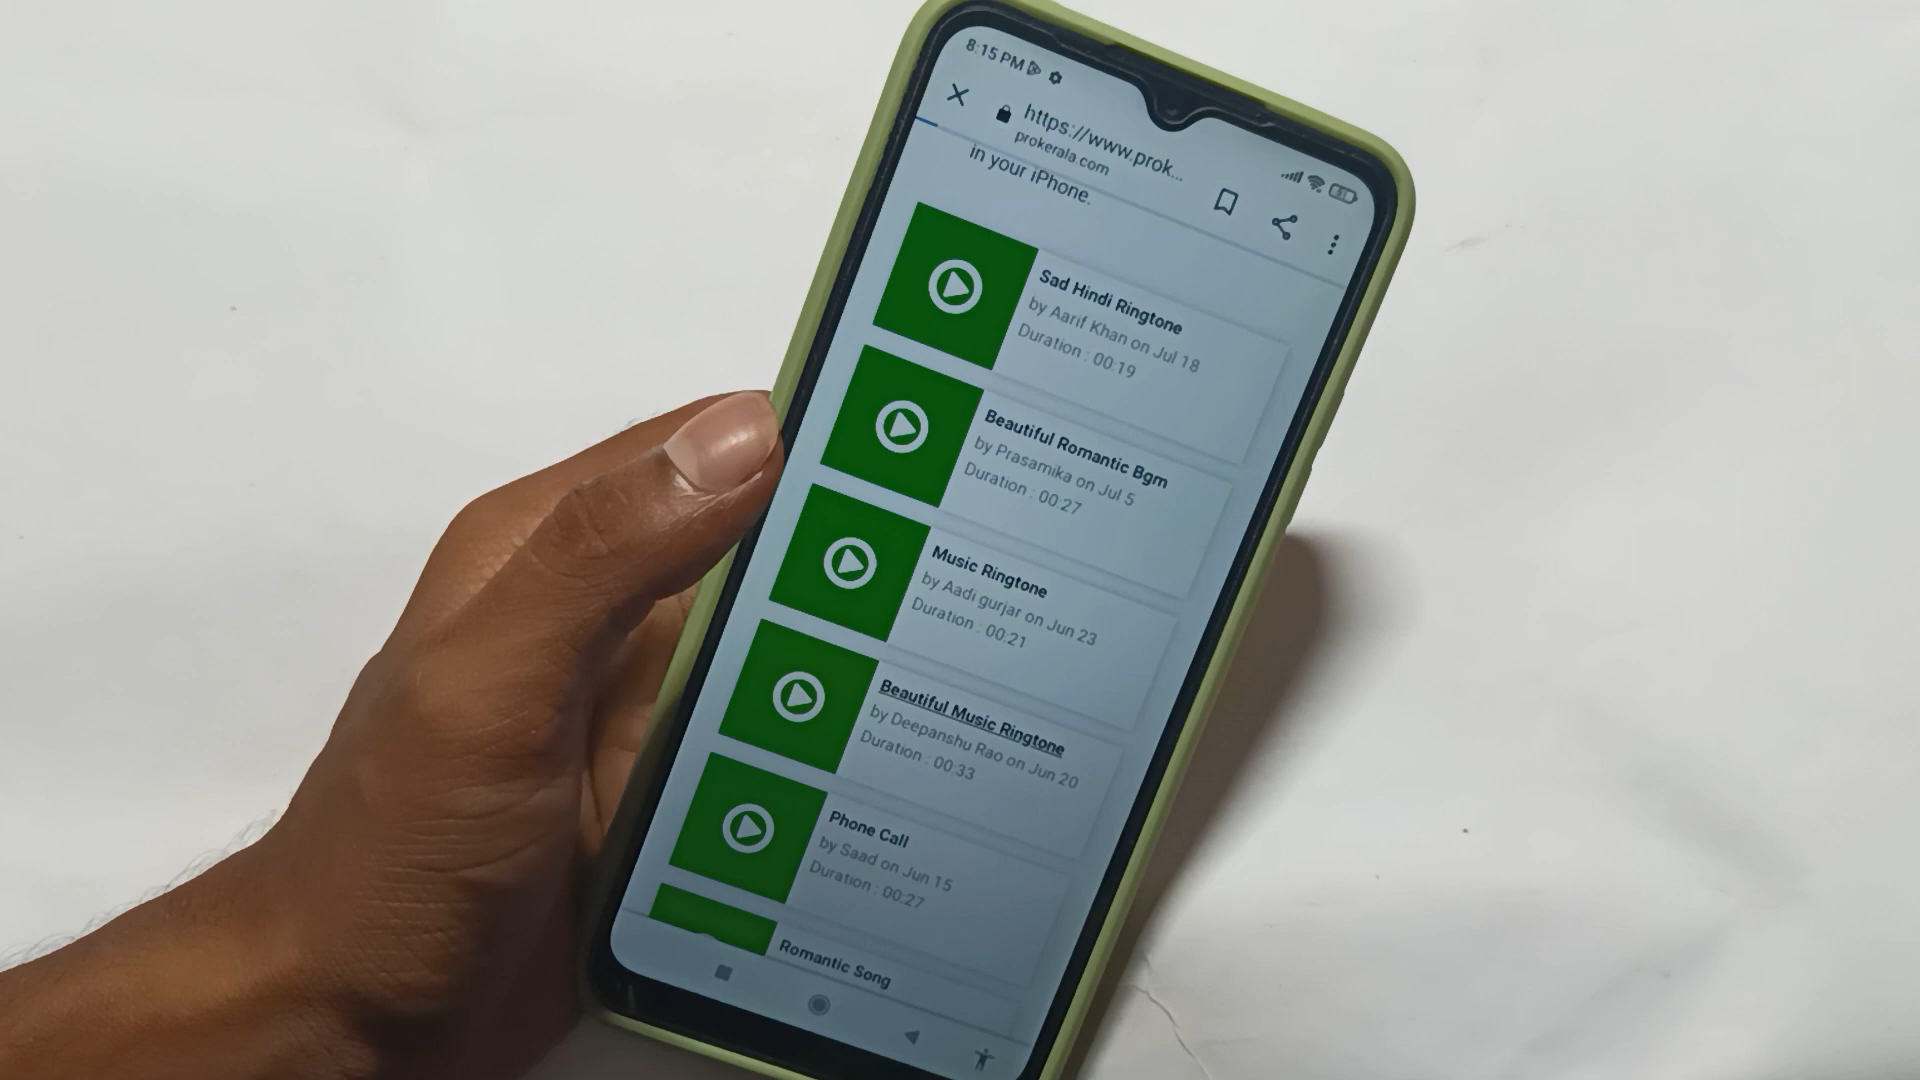 8:15 PM
https://www.prok...
prokerala.com
in your iPhone.
Sad Hindi Ringtone
by Aarif Khan on Jul 18
Duration : 00:19
Beautiful Romantic Bgm
by Prasamika on Jul 5
Duration : 00:27
Music Ringtone
by Aadi gurjar on Jun 23
Duration : 00:21
Beautiful Music Ringtone
by Deepanshu Rao on Jun 20
Duration : 00:33
Phone Call
by Saad on Jun 15
Duration : 00:27
Romantic Song